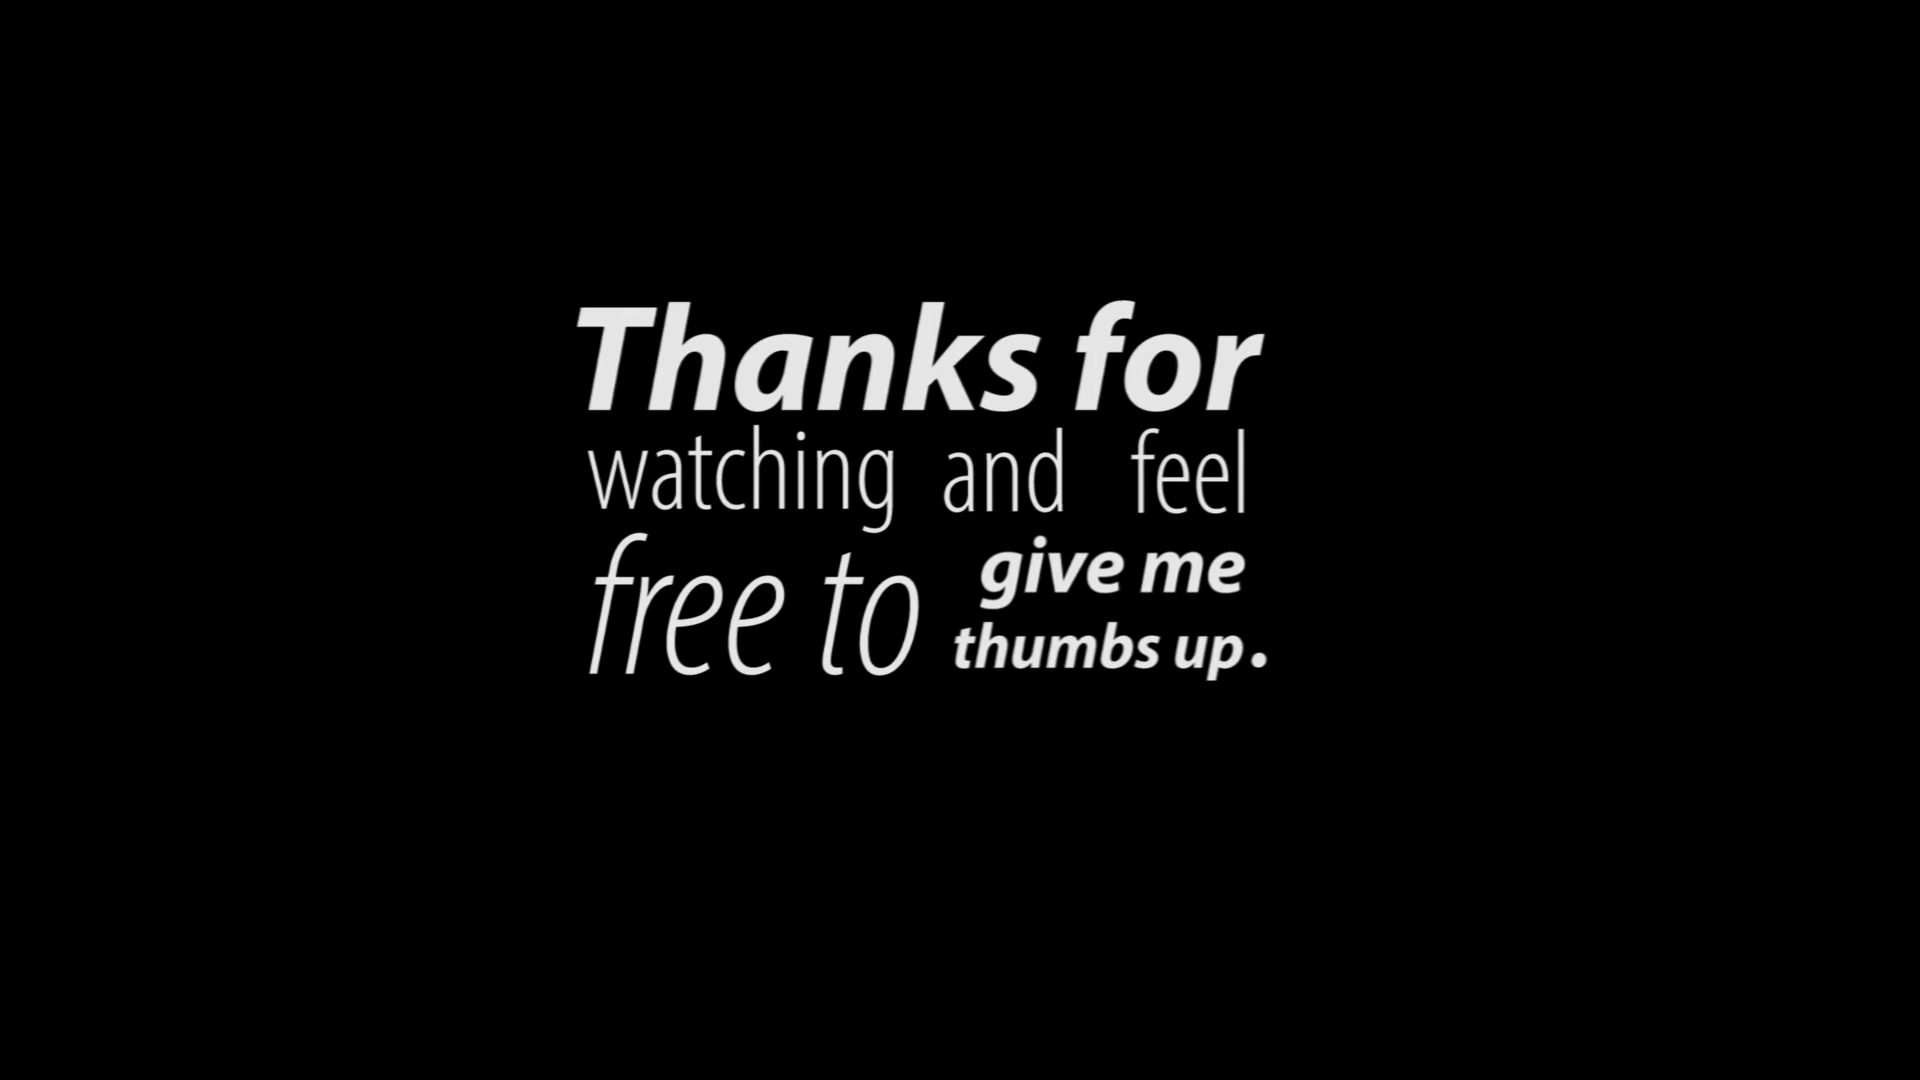 Thanks for
watching and feel
free to give me
thumbs up.